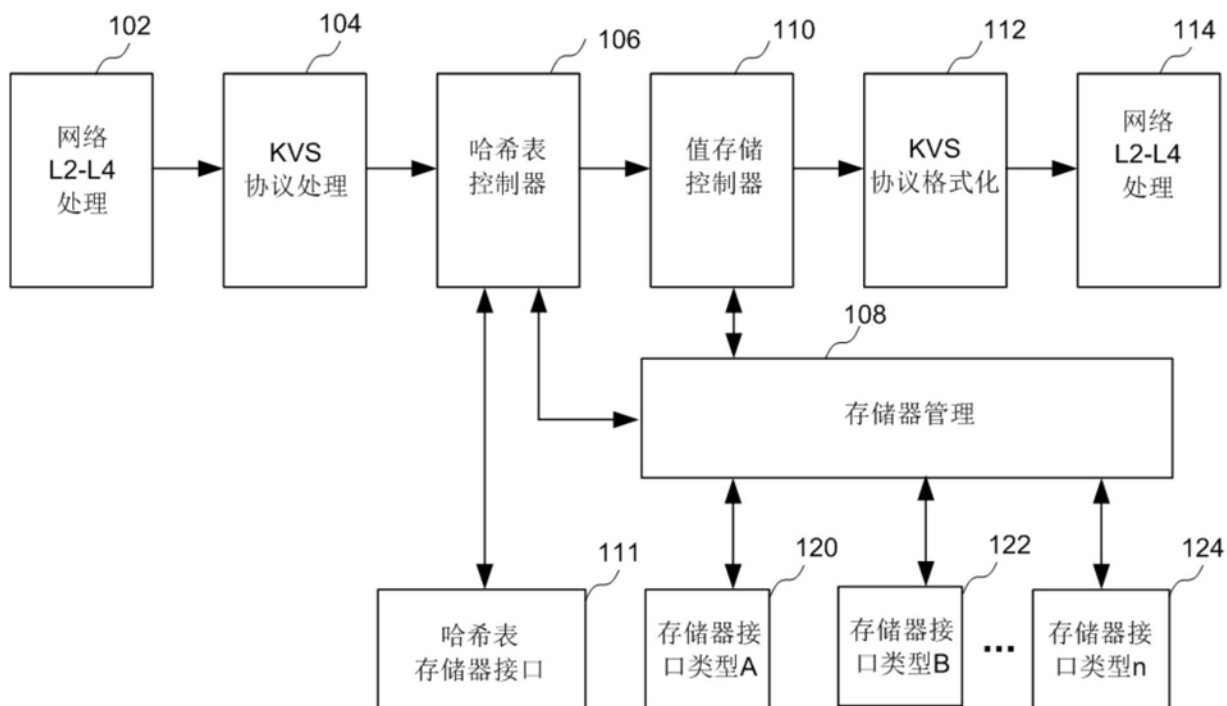 102
104
106
110
112
114
网络
L2-L4
处理
KVS
协议处理
哈希表
控制器
值存储
控制器
KVS
协议格式化
网络
L2-L4
处理
108
存储器管理
111
120
122
124
哈希表
存储器接口
存储器接
口类型A
存储器接
口类型B
...
存储器接
口类型n